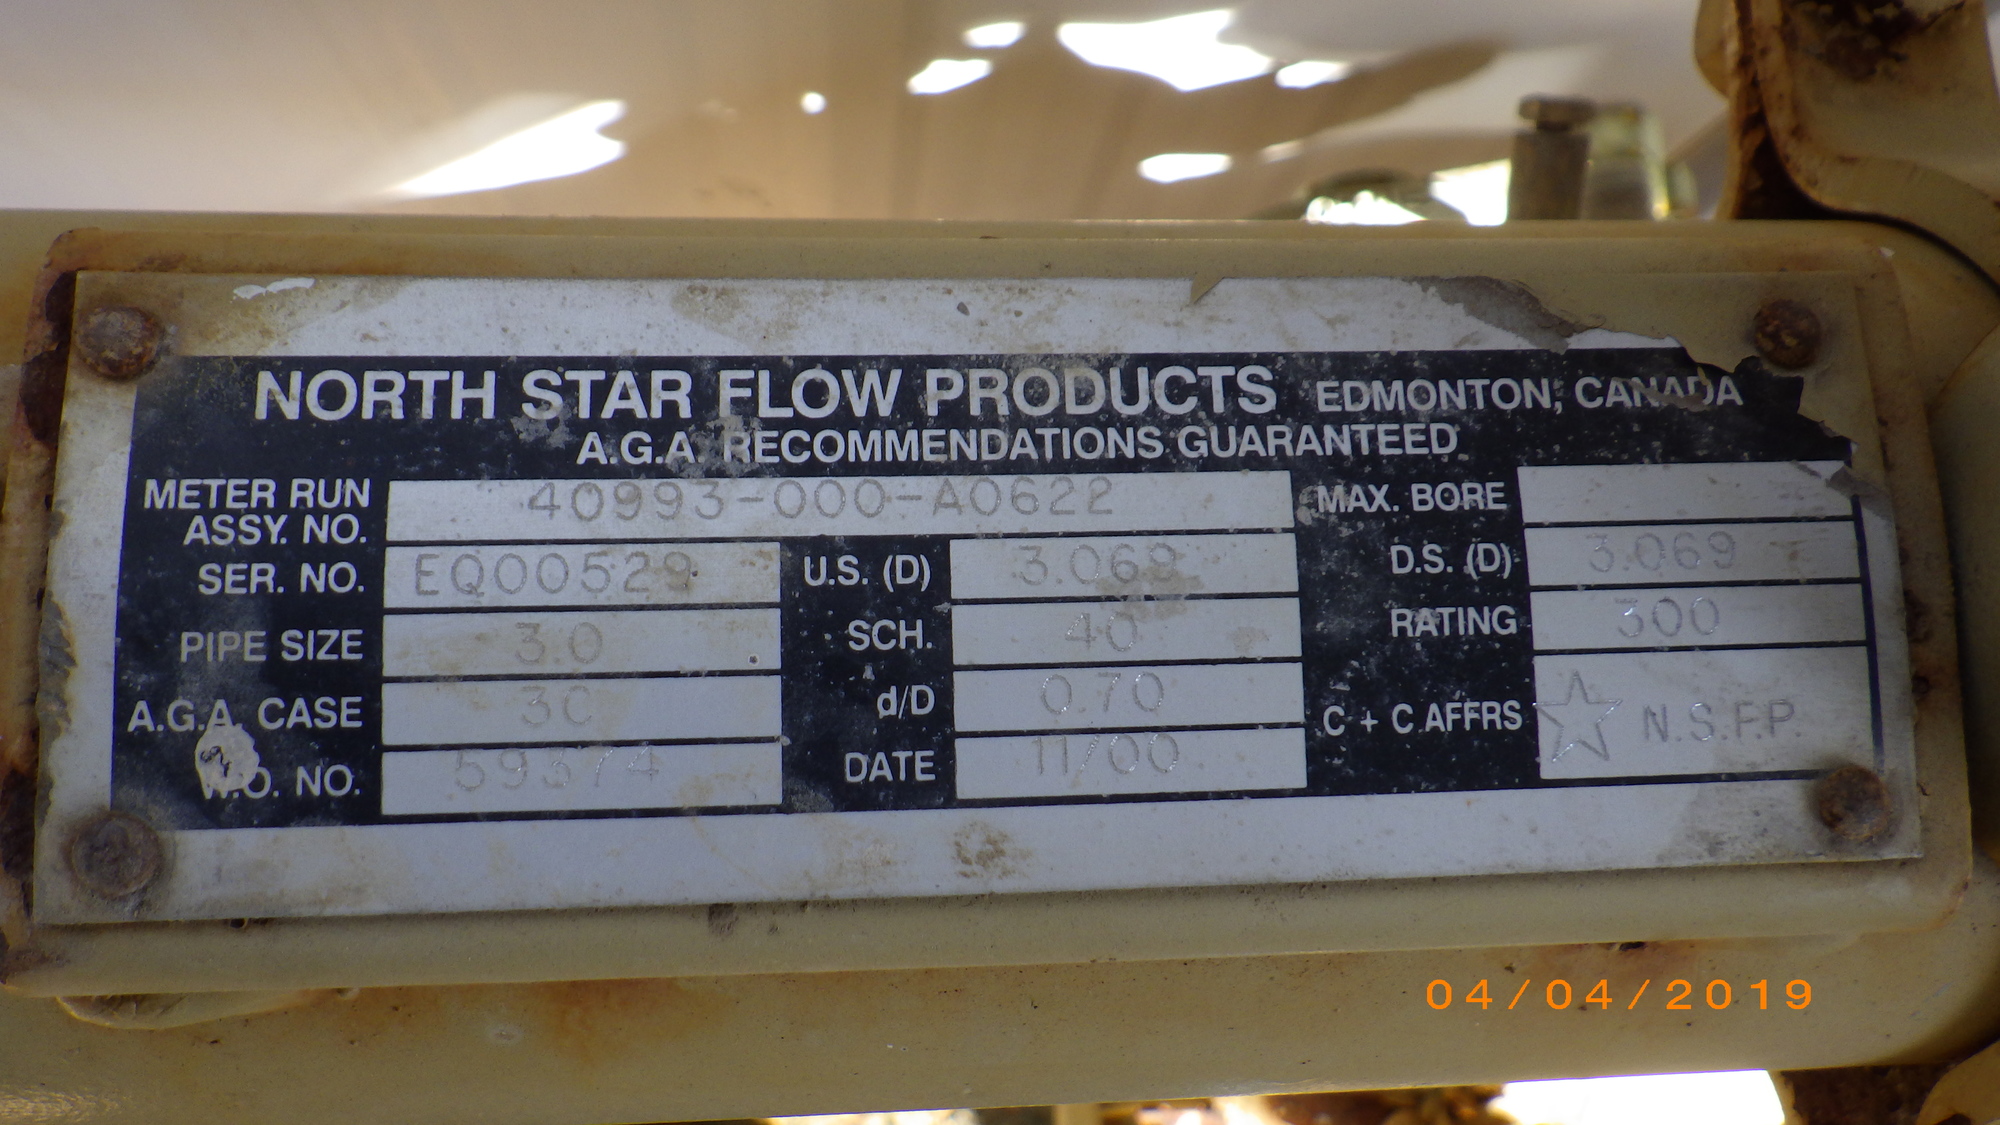 NORTH STAR FLOW PRODUCTS EDMONTON, CANADA
A.G.A. RECOMMENDATIONS GUARANTEED
METER RUN ASSY. NO. 40993-000-A0622 MAX. BORE
SER. NO. EQ00529 U.S. (D) 3.069 D.S. (D) 3.069
PIPE SIZE 3.0 SCH. 40 RATING 300
A.G.A. CASE 3C d/D 0.70 C + C AFFRS N.S.F.P.
W.O. NO. 59374 DATE 11/00
04/04/2019